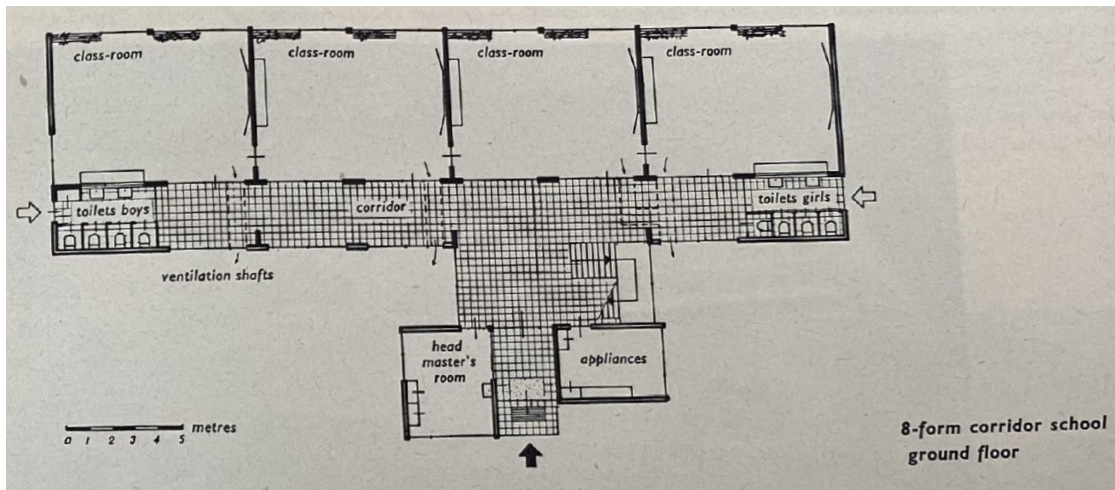 class-room
class-room
class-room
class-room
toilets boys
corridor
toilets girls
ventilation shafts
head
master's
room
appliances
metres
0 1 2 3 4 5
8-form corridor school
ground floor